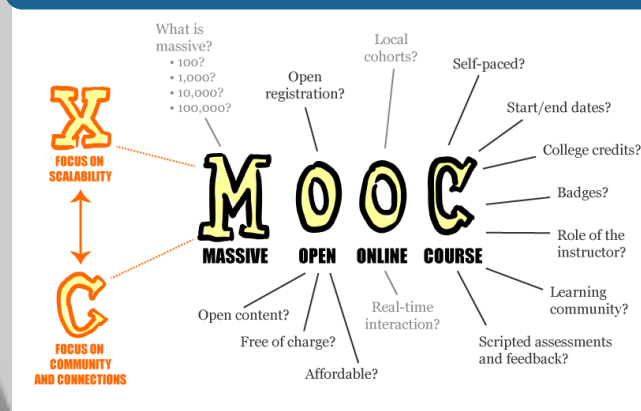 What is
massive?
• 100?
• 1,000?
• 10,000?
• 100,000?
Local
cohorts?
Open
registration?
Self-paced?
Start/end dates?
College credits?
Badges?
Role of the
instructor?
Learning
community?
Scripted assessments
and feedback?
X
FOCUS ON
SCALABILITY
C
FOCUS ON
COMMUNITY
AND CONNECTIONS
MOOC
MASSIVE OPEN ONLINE COURSE
Open content?
Free of charge?
Affordable?
Real-time
interaction?